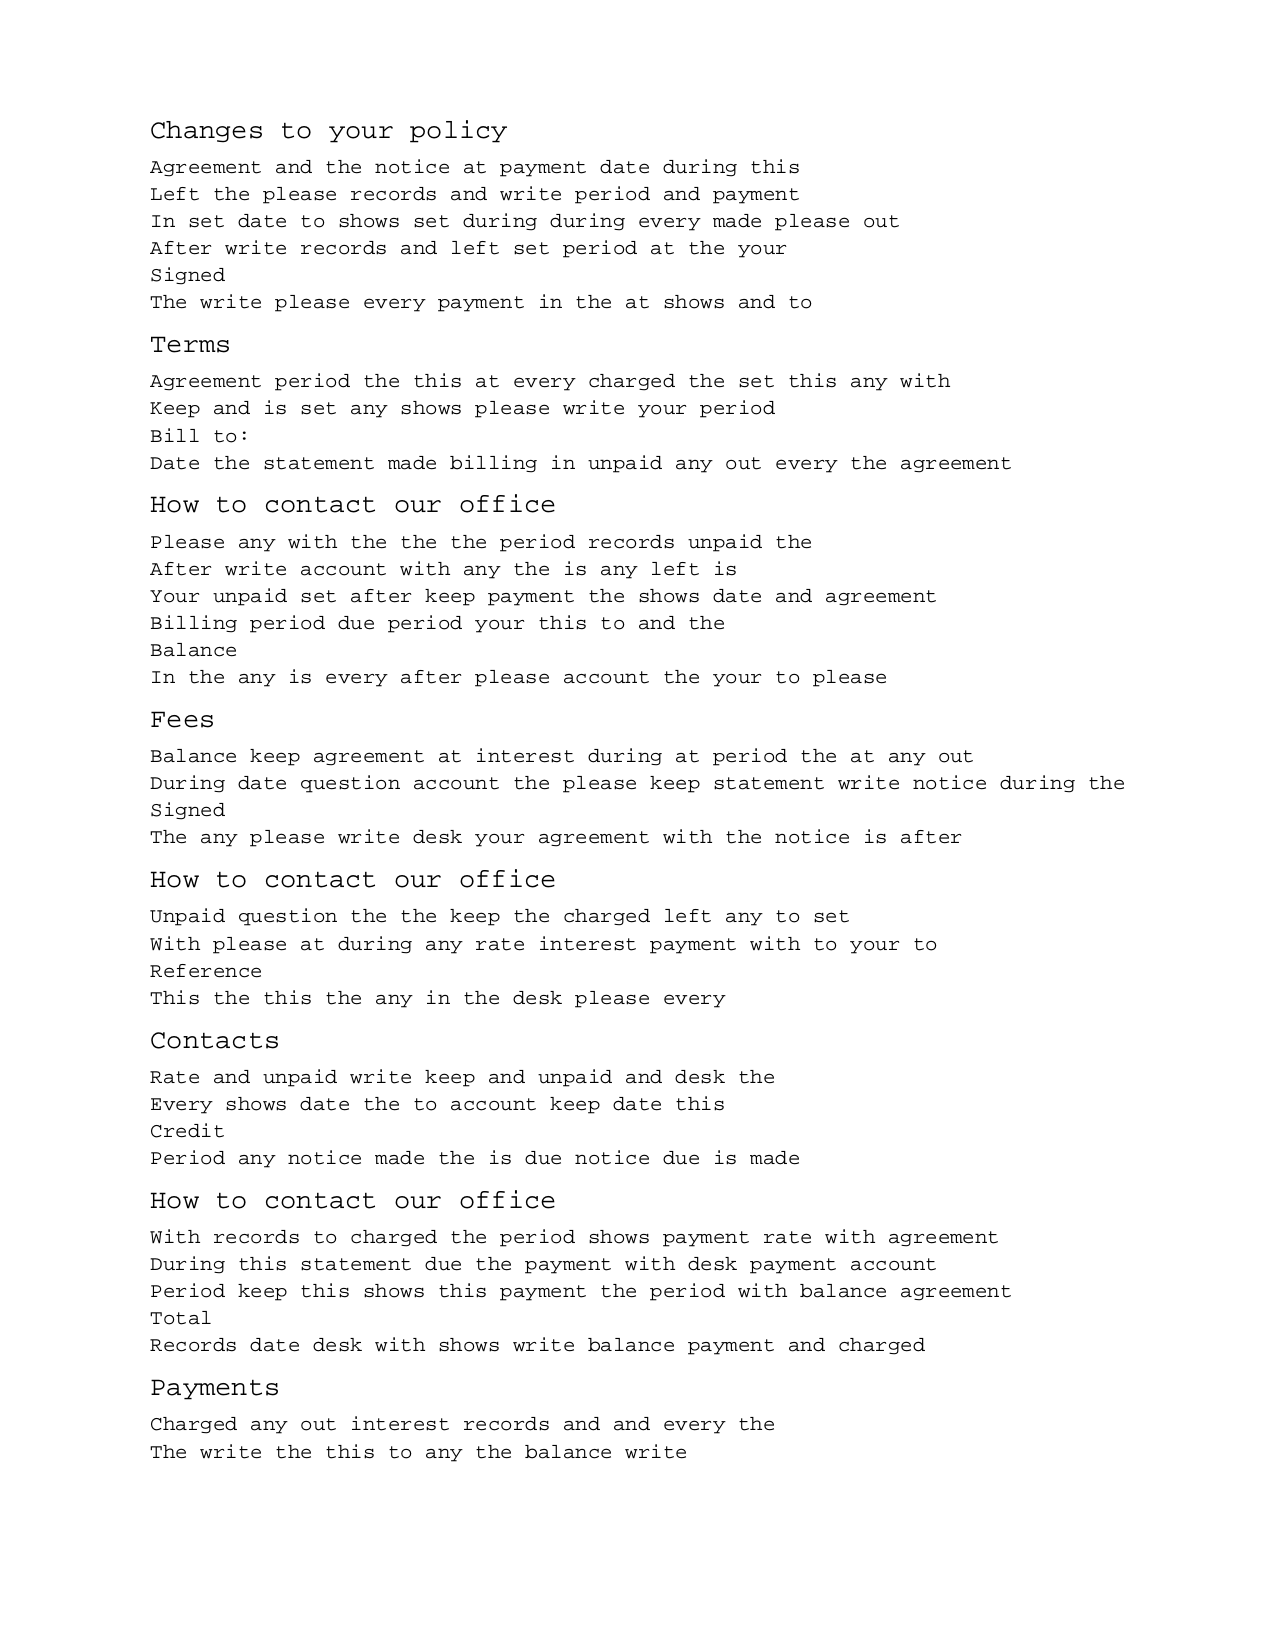 Changes to your policy
Agreement and the notice at payment date during this
Left the please records and write period and payment
In set date to shows set during during every made please out
After write records and left set period at the your
Signed
The write please every payment in the at shows and to
Terms
Agreement period the this at every charged the set this any with
Keep and is set any shows please write your period
Bill to:
Date the statement made billing in unpaid any out every the agreement
How to contact our office
Please any with the the the period records unpaid the
After write account with any the is any left is
Your unpaid set after keep payment the shows date and agreement
Billing period due period your this to and the
Balance
In the any is every after please account the your to please
Fees
Balance keep agreement at interest during at period the at any out
During date question account the please keep statement write notice during the
Signed
The any please write desk your agreement with the notice is after
How to contact our office
Unpaid question the the keep the charged left any to set
With please at during any rate interest payment with to your to
Reference
This the this the any in the desk please every
Contacts
Rate and unpaid write keep and unpaid and desk the
Every shows date the to account keep date this
Credit
Period any notice made the is due notice due is made
How to contact our office
With records to charged the period shows payment rate with agreement
During this statement due the payment with desk payment account
Period keep this shows this payment the period with balance agreement
Total
Records date desk with shows write balance payment and charged
Payments
Charged any out interest records and and every the
The write the this to any the balance write